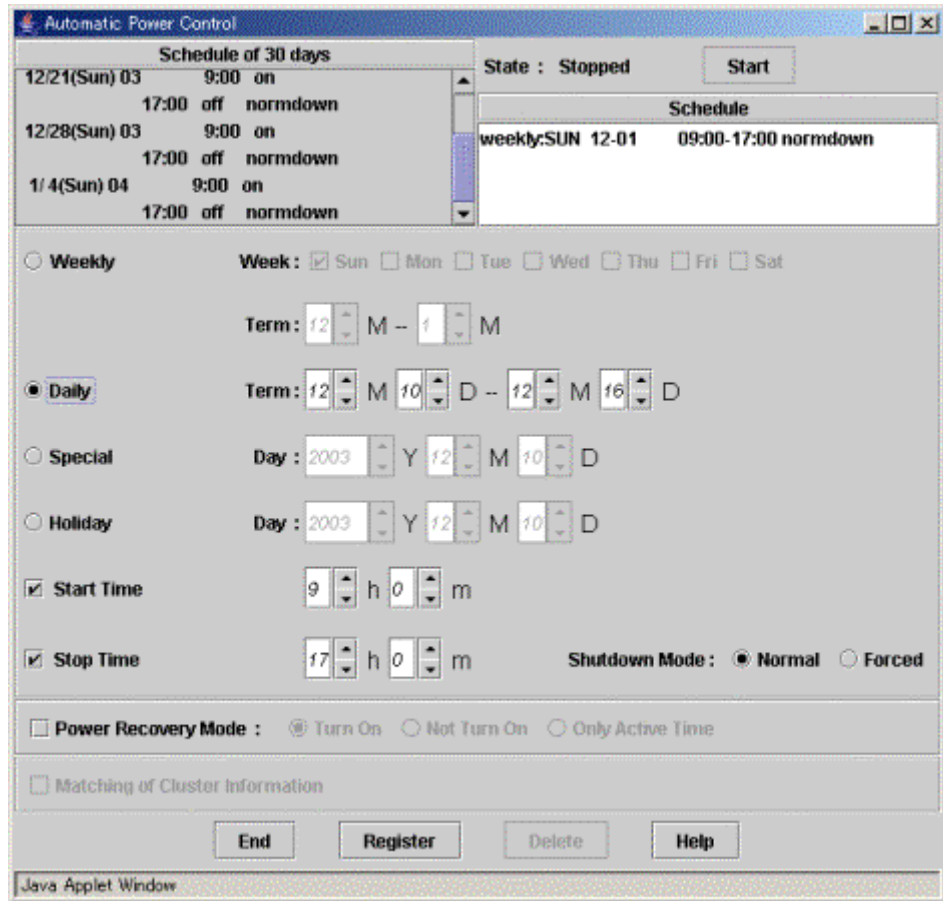 Automatic Power Control
Schedule of 30 days
12/21(Sun) 03 9:00 on
17:00 off normdown
12/28(Sun) 03 9:00 on
17:00 off normdown
1/ 4(Sun) 04 9:00 on
17:00 off normdown
State : Stopped Start
Schedule
weekly:SUN 12-01 09:00-17:00 normdown
Weekly Week : Sun Mon Tue Wed Thu Fri Sat
Term : 12 M -- 1 M
Daily Term : 12 M 10 D -- 12 M 16 D
Special Day : 2003 Y 12 M 10 D
Holiday Day : 2003 Y 12 M 10 D
Start Time 9 h 0 m
Stop Time 17 h 0 m Shutdown Mode : Normal Forced
Power Recovery Mode : Turn On Not Turn On Only Active Time
Matching of Cluster Information
End Register Delete Help
Java Applet Window